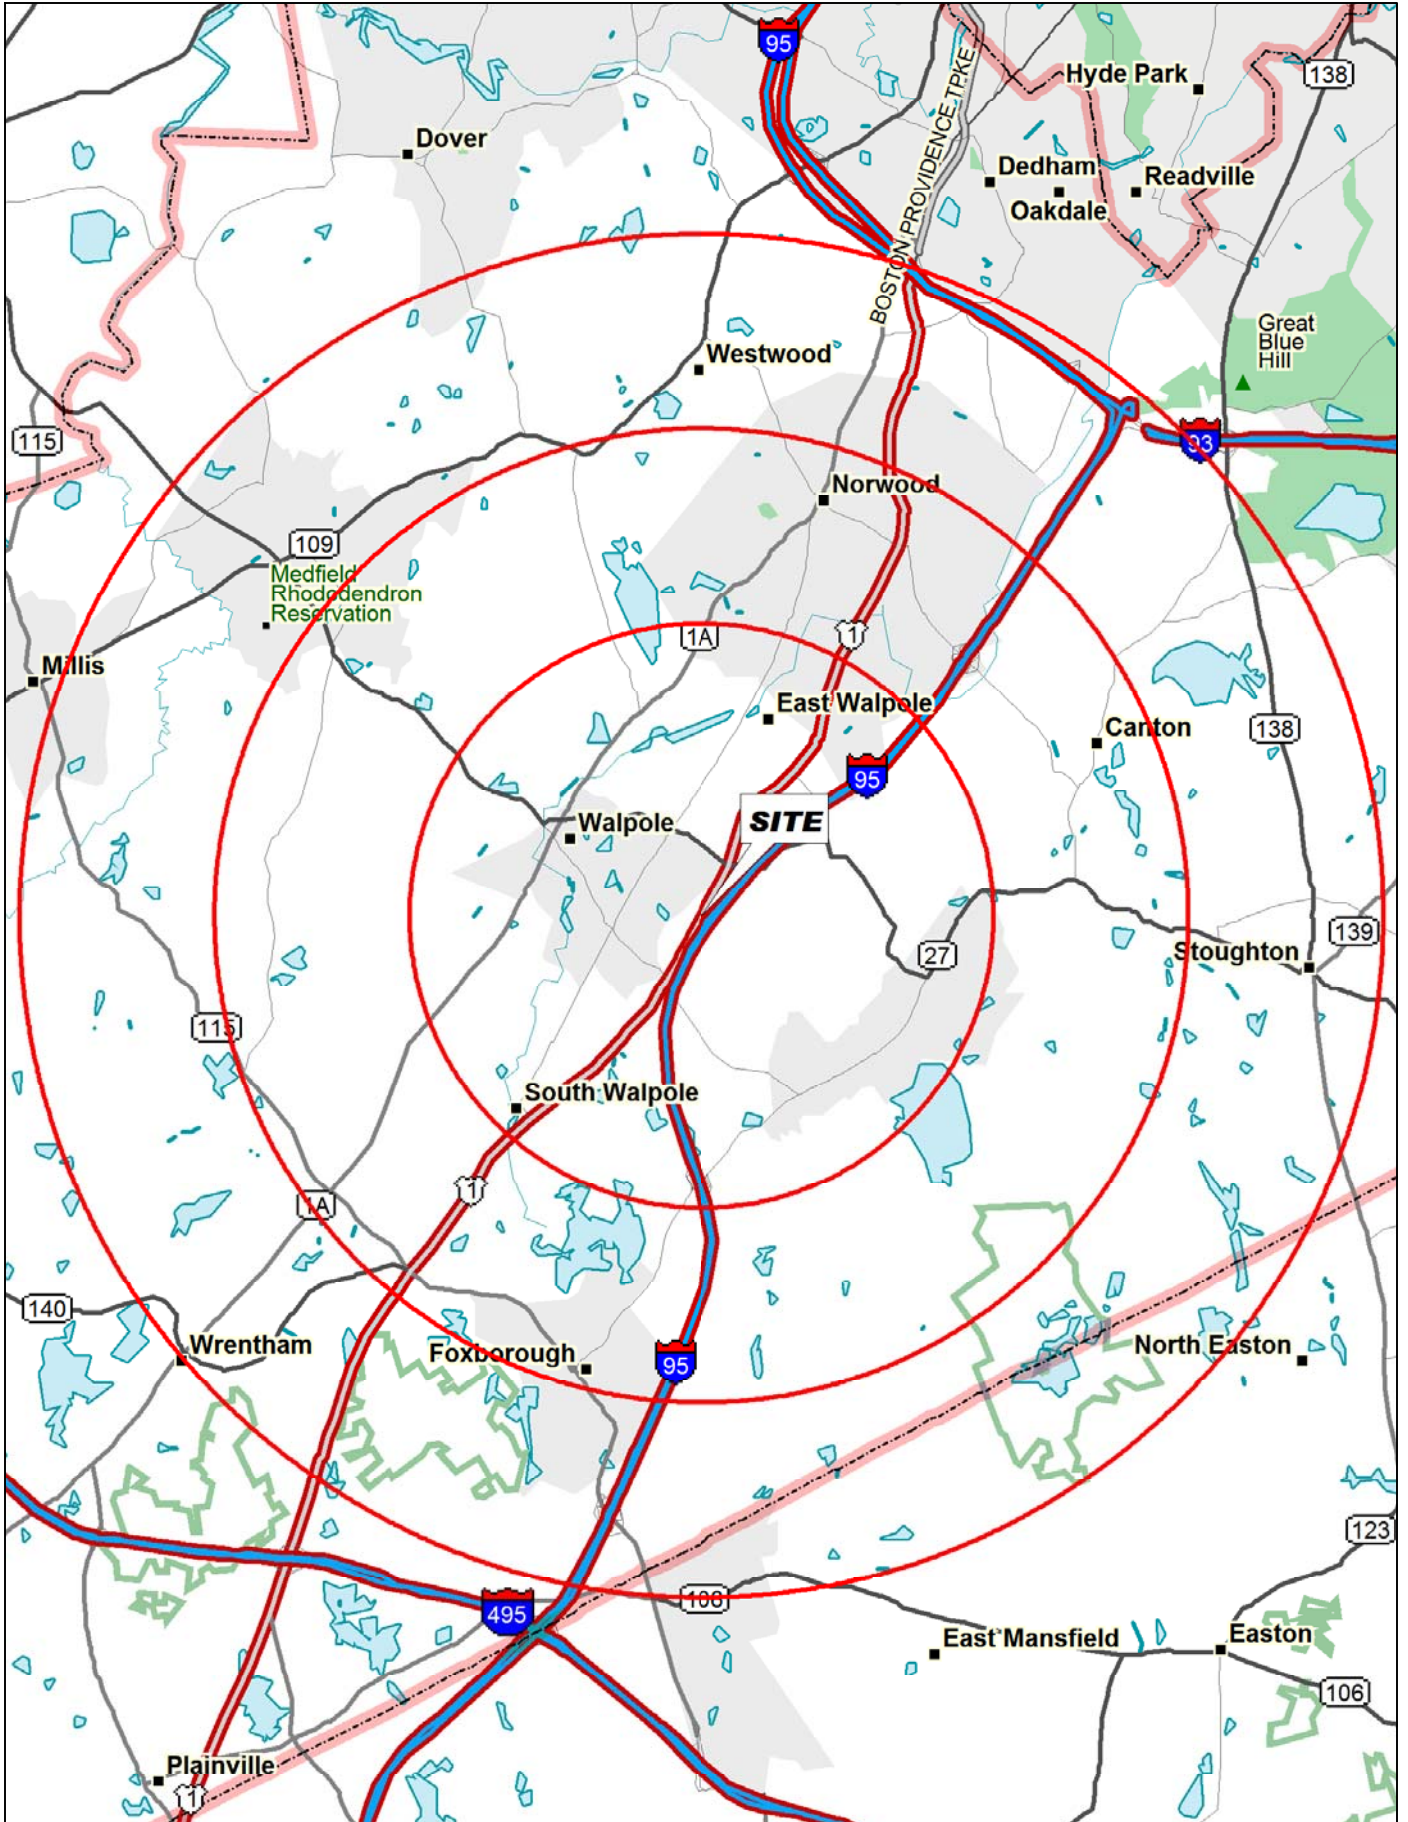 95
BOSTON PROVIDENCE TPKE
Hyde Park
138
Dover
Dedham
Readville
Oakdale
Great
Blue
Hill
Westwood
115
93
Norwood
109
Medfield
Rhododendron
Reservation
1A
1
Millis
East Walpole
Canton
138
95
Walpole
SITE
139
27
Stoughton
115
South Walpole
1
1A
140
Wrentham
Foxborough
95
North Easton
123
106
495
East Mansfield
Easton
106
Plainville
1